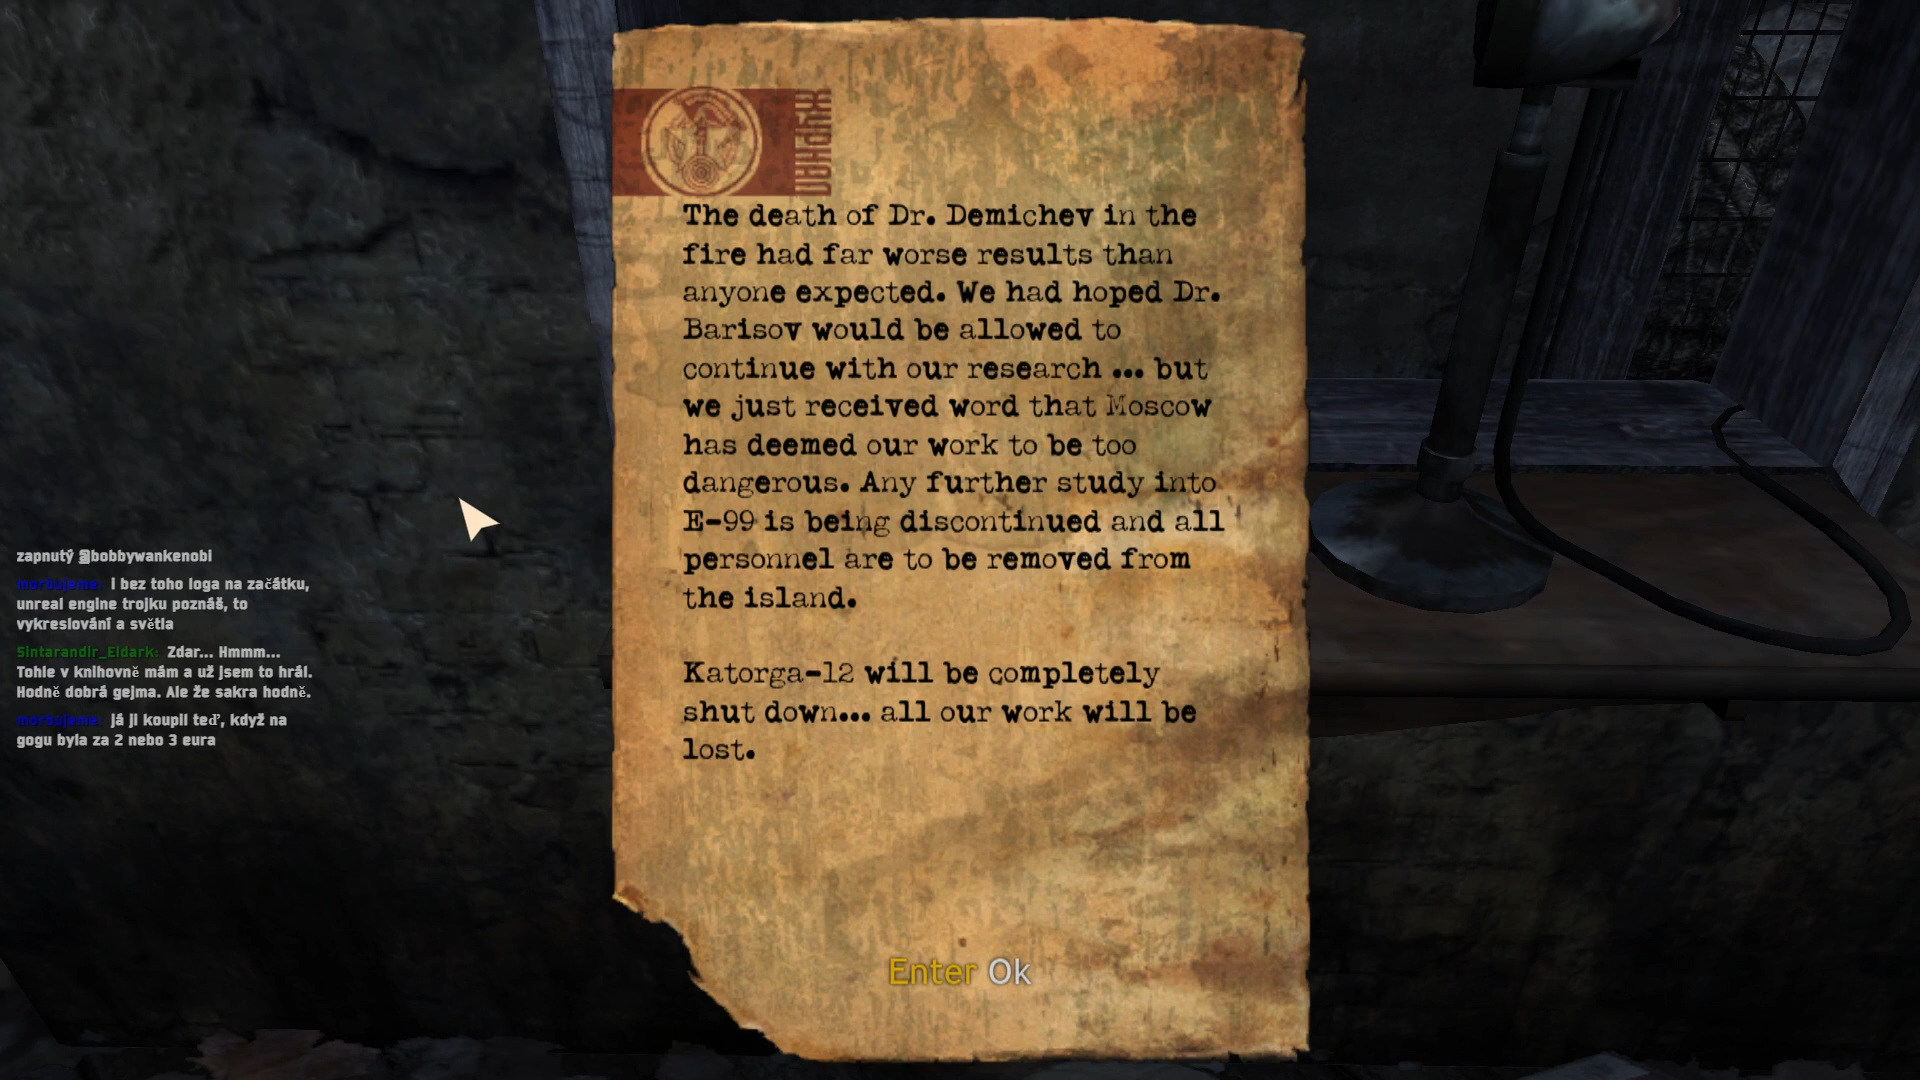 The death of Dr. Demichev in the
fire had far worse results than
anyone expected. We had hoped Dr.
Barisov would be allowed to
continue with our research ... but
we just received word that Moscow
has deemed our work to be too
dangerous. Any further study into
E-99 is being discontinued and all
personnel are to be removed from
the island.
Katorga-12 will be completely
shut down... all our work will be
lost.
Enter Ok
zapnutý @bobbywankenobi
morbujeme: i bez toho loga na začátku,
unreal engine trojku poznáš, to
vykreslování a světla
Sintarandir_Eldark: Zdar... Hmmm...
Tohle v knihovně mám a už jsem to hrál.
Hodně dobrá gejma. Ale že sakra hodně.
morbujeme: já ji koupil teď, když na
gogu byla za 2 nebo 3 eura